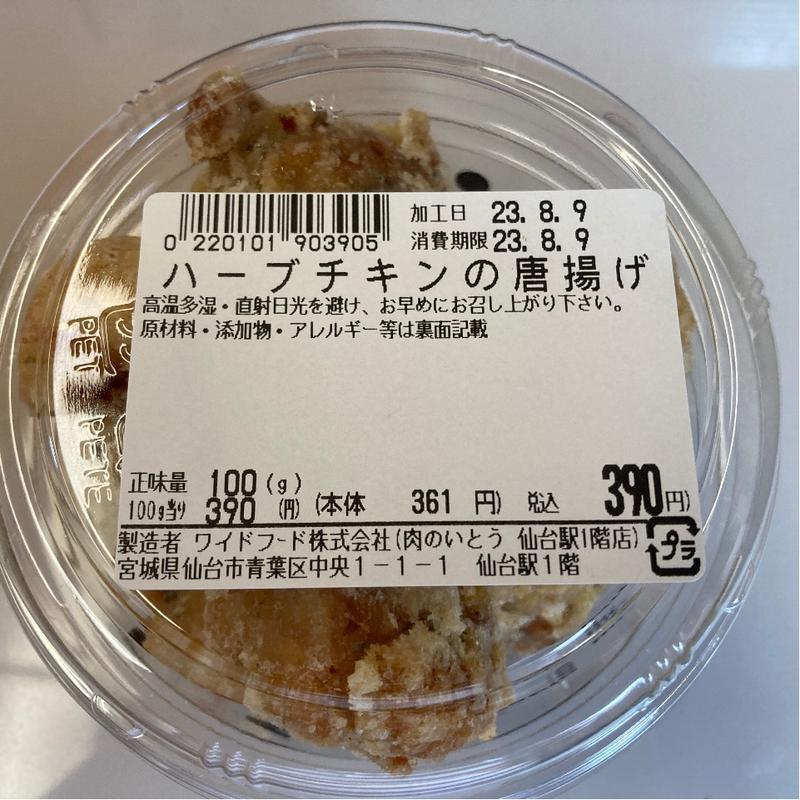 加工日 23. 8. 9
0 220101 903905
消費期限 23. 8. 9
ハーブチキンの唐揚げ
高温多湿・直射日光を避け、お早めにお召し上がり下さい。
原材料・添加物・アレルギー等は裏面記載
正味量 100(g)
100g当り 390 (円) (本体 361 円) 税込 390円)
製造者 ワイドフード株式会社(肉のいとう 仙台駅1階店)
宮城県仙台市青葉区中央1-1-1 仙台駅1階
プラ
PET
PETE